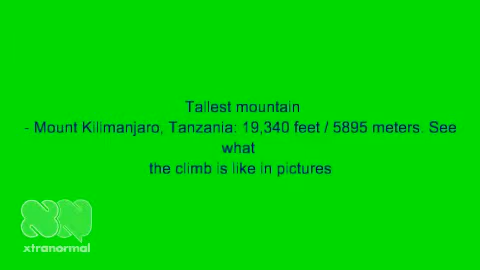 Tallest mountain
- Mount Kilimanjaro, Tanzania: 19,340 feet / 5895 meters. See
what
the climb is like in pictures
xtranormal